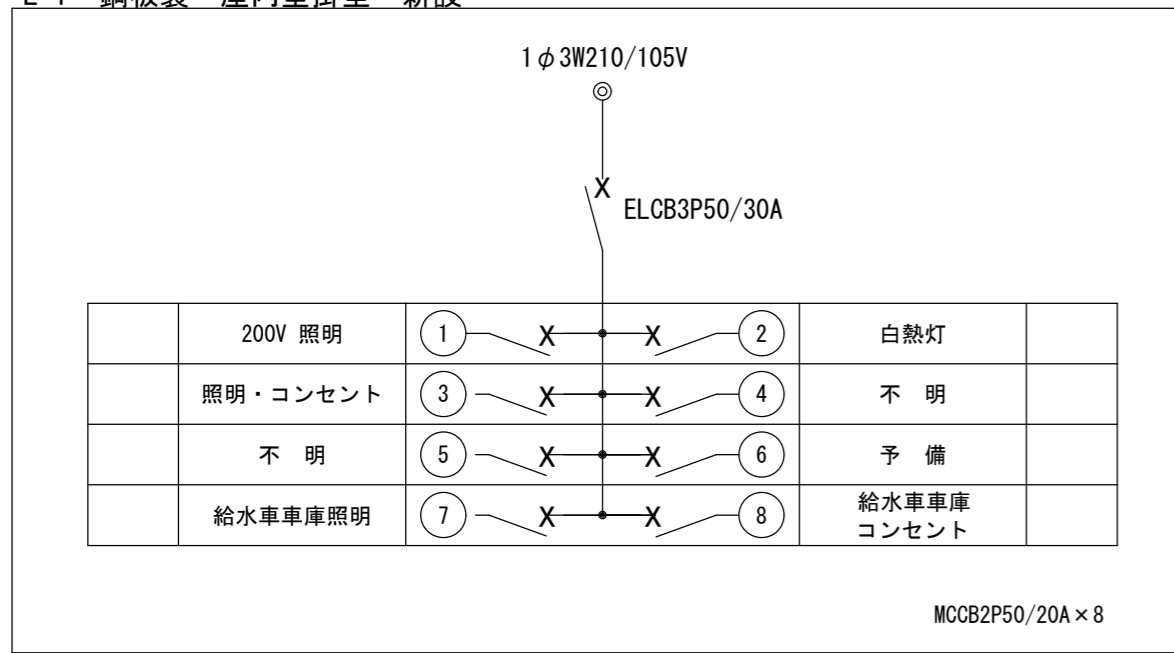 1φ3W210/105V
ELCB3P50/30A
200V 照明 1 2 白熱灯
照明・コンセント 3 4 不 明
不 明 5 6 予 備
給水車車庫照明 7 8 給水車車庫
コンセント
MCCB2P50/20A×8